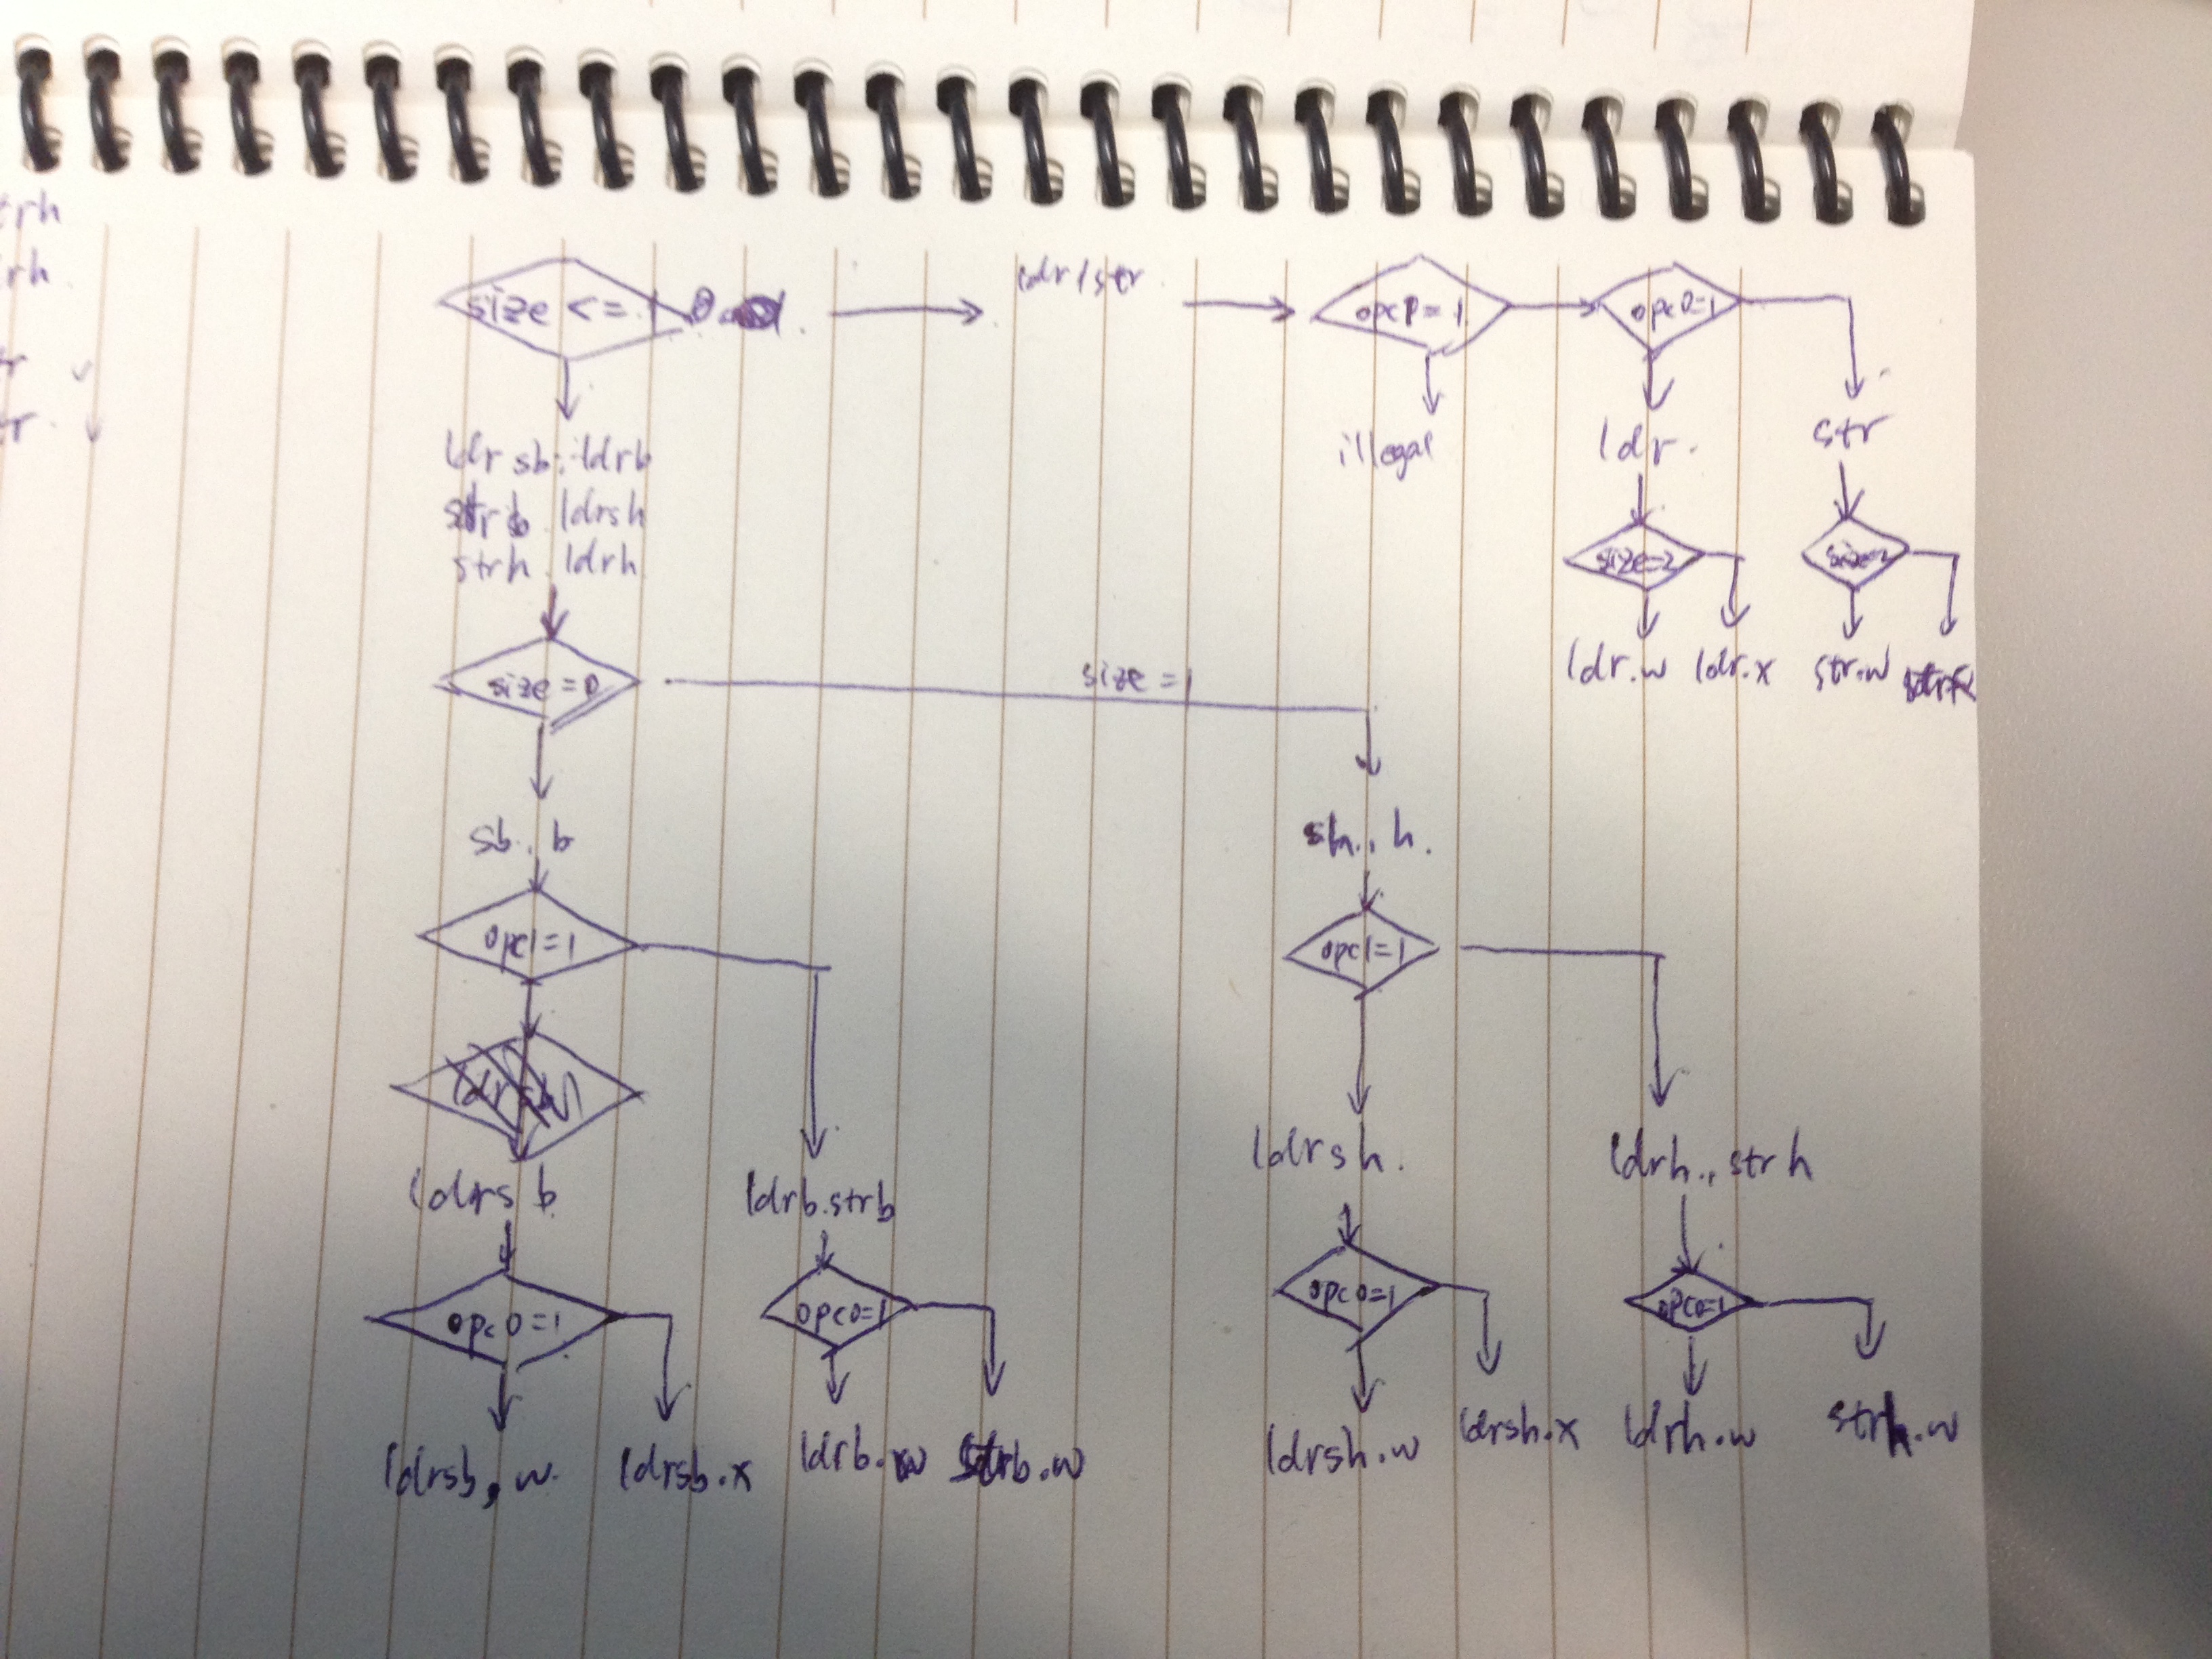 trh
rh
r
tr.
size <= 1
ldr/str
opc1=1
opc0=1
illegal
ldr.
str
size=2
size=2
ldr.w
ldr.x
str.w
ldrsb. ldrb
strb. ldrsh
strh. ldrh
size=0
size=1
sb. b
sh., h.
opc1=1
opc1=1
ldrsb
ldrb.strb
ldrsh.
ldrh., strh
opc0=1
opc0=1
opc0=1
opc0=1
ldrsb.w.
ldrsb.x
ldrb.w
strb.w
ldrsh.w
ldrsh.x
ldrh.w
strh.w